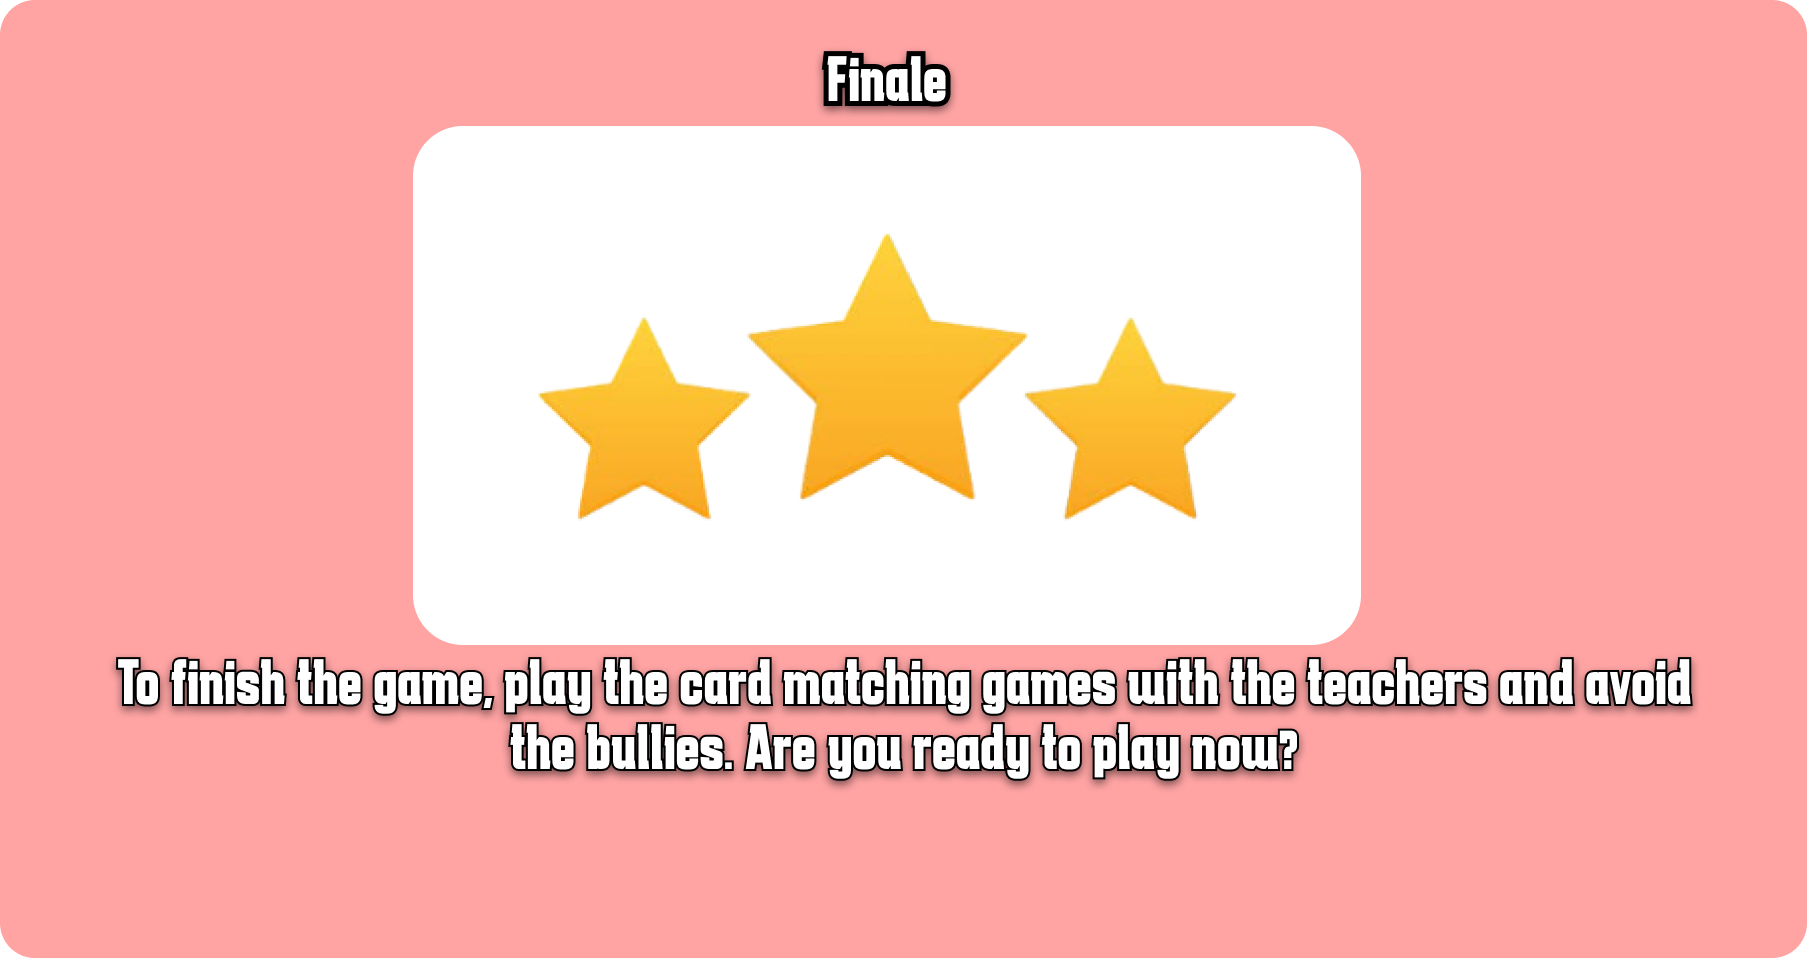 Finale
To finish the game, play the card matching games with the teachers and avoid
the bullies. Are you ready to play now?